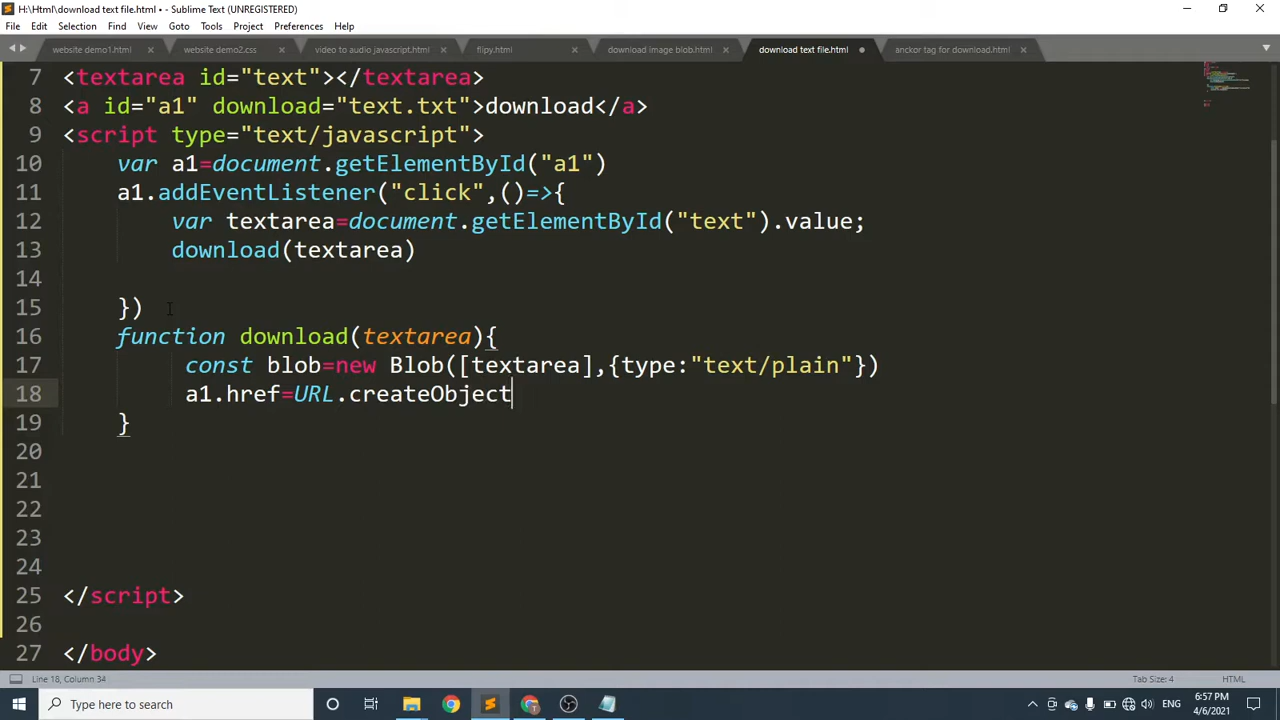 H:\Html\download text file.html • - Sublime Text (UNREGISTERED)
File Edit Selection Find View Goto Tools Project Preferences Help
website demo1.html × website demo2.css × video to audio javascript.html × flipy.html × download image blob.html × download text file.html • anckor tag for download.html ×
7 <textarea id="text"></textarea>
8 <a id="a1" download="text.txt">download</a>
9 <script type="text/javascript">
10 var a1=document.getElementById("a1")
11 a1.addEventListener("click",()=>{
12 var textarea=document.getElementById("text").value;
13 download(textarea)
14
15 })
16 function download(textarea){
17 const blob=new Blob([textarea],{type:"text/plain"})
18 a1.href=URL.createObject
19 }
20
21
22
23
24
25 </script>
26
27 </body>
Line 18, Column 34 Tab Size: 4 HTML
Type here to search ENG 6:57 PM
4/6/2021